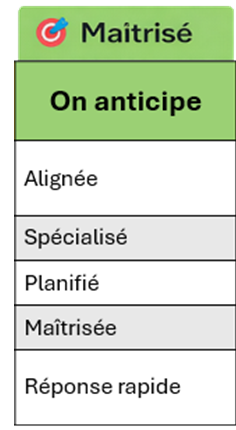 Maîtrisé
On anticipe
Alignée
Spécialisé
Planifié
Maîtrisée
Réponse rapide